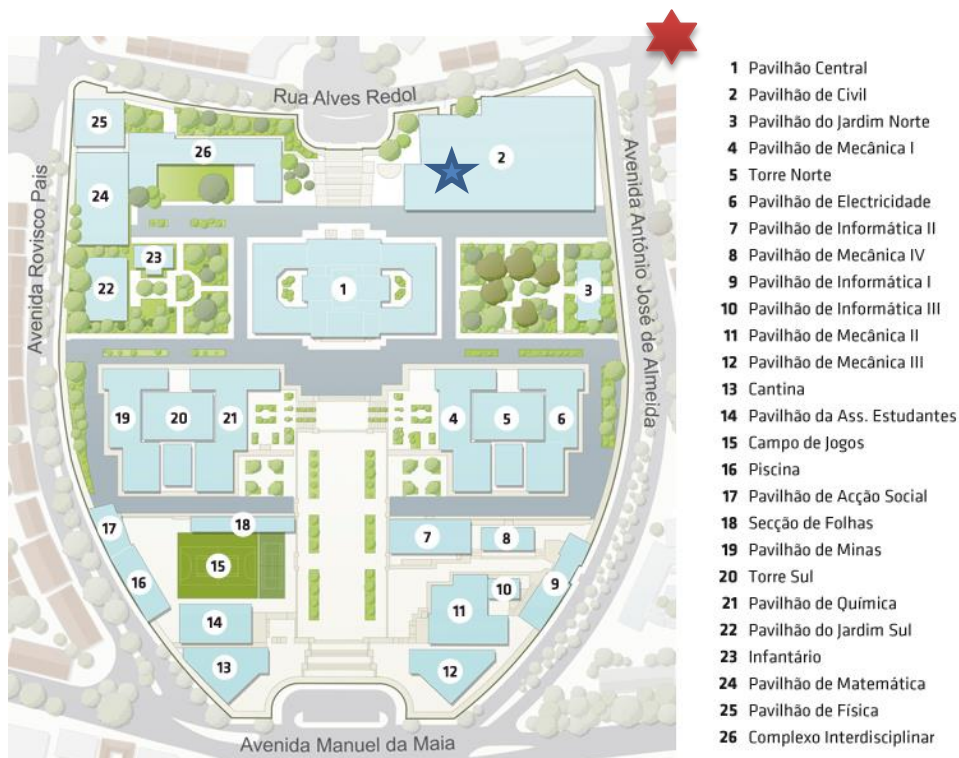 Rua Alves Redol
Avenida Rovisco Pais
Avenida António José de Almeida
Avenida Manuel da Maia
25
26
2
24
23
22
1
3
19
20
21
4
5
6
17
18
7
8
16
15
10
9
14
11
13
12
1 Pavilhão Central
2 Pavilhão de Civil
3 Pavilhão do Jardim Norte
4 Pavilhão de Mecânica I
5 Torre Norte
6 Pavilhão de Electricidade
7 Pavilhão de Informática II
8 Pavilhão de Mecânica IV
9 Pavilhão de Informática I
10 Pavilhão de Informática III
11 Pavilhão de Mecânica II
12 Pavilhão de Mecânica III
13 Cantina
14 Pavilhão da Ass. Estudantes
15 Campo de Jogos
16 Piscina
17 Pavilhão de Acção Social
18 Secção de Folhas
19 Pavilhão de Minas
20 Torre Sul
21 Pavilhão de Química
22 Pavilhão do Jardim Sul
23 Infantário
24 Pavilhão de Matemática
25 Pavilhão de Física
26 Complexo Interdisciplinar